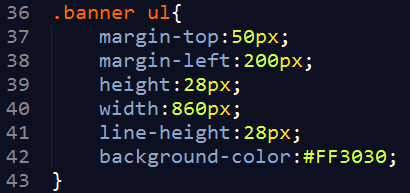 36 .banner ul{
37     margin-top:50px;
38     margin-left:200px;
39     height:28px;
40     width:860px;
41     line-height:28px;
42     background-color:#FF3030;
43 }